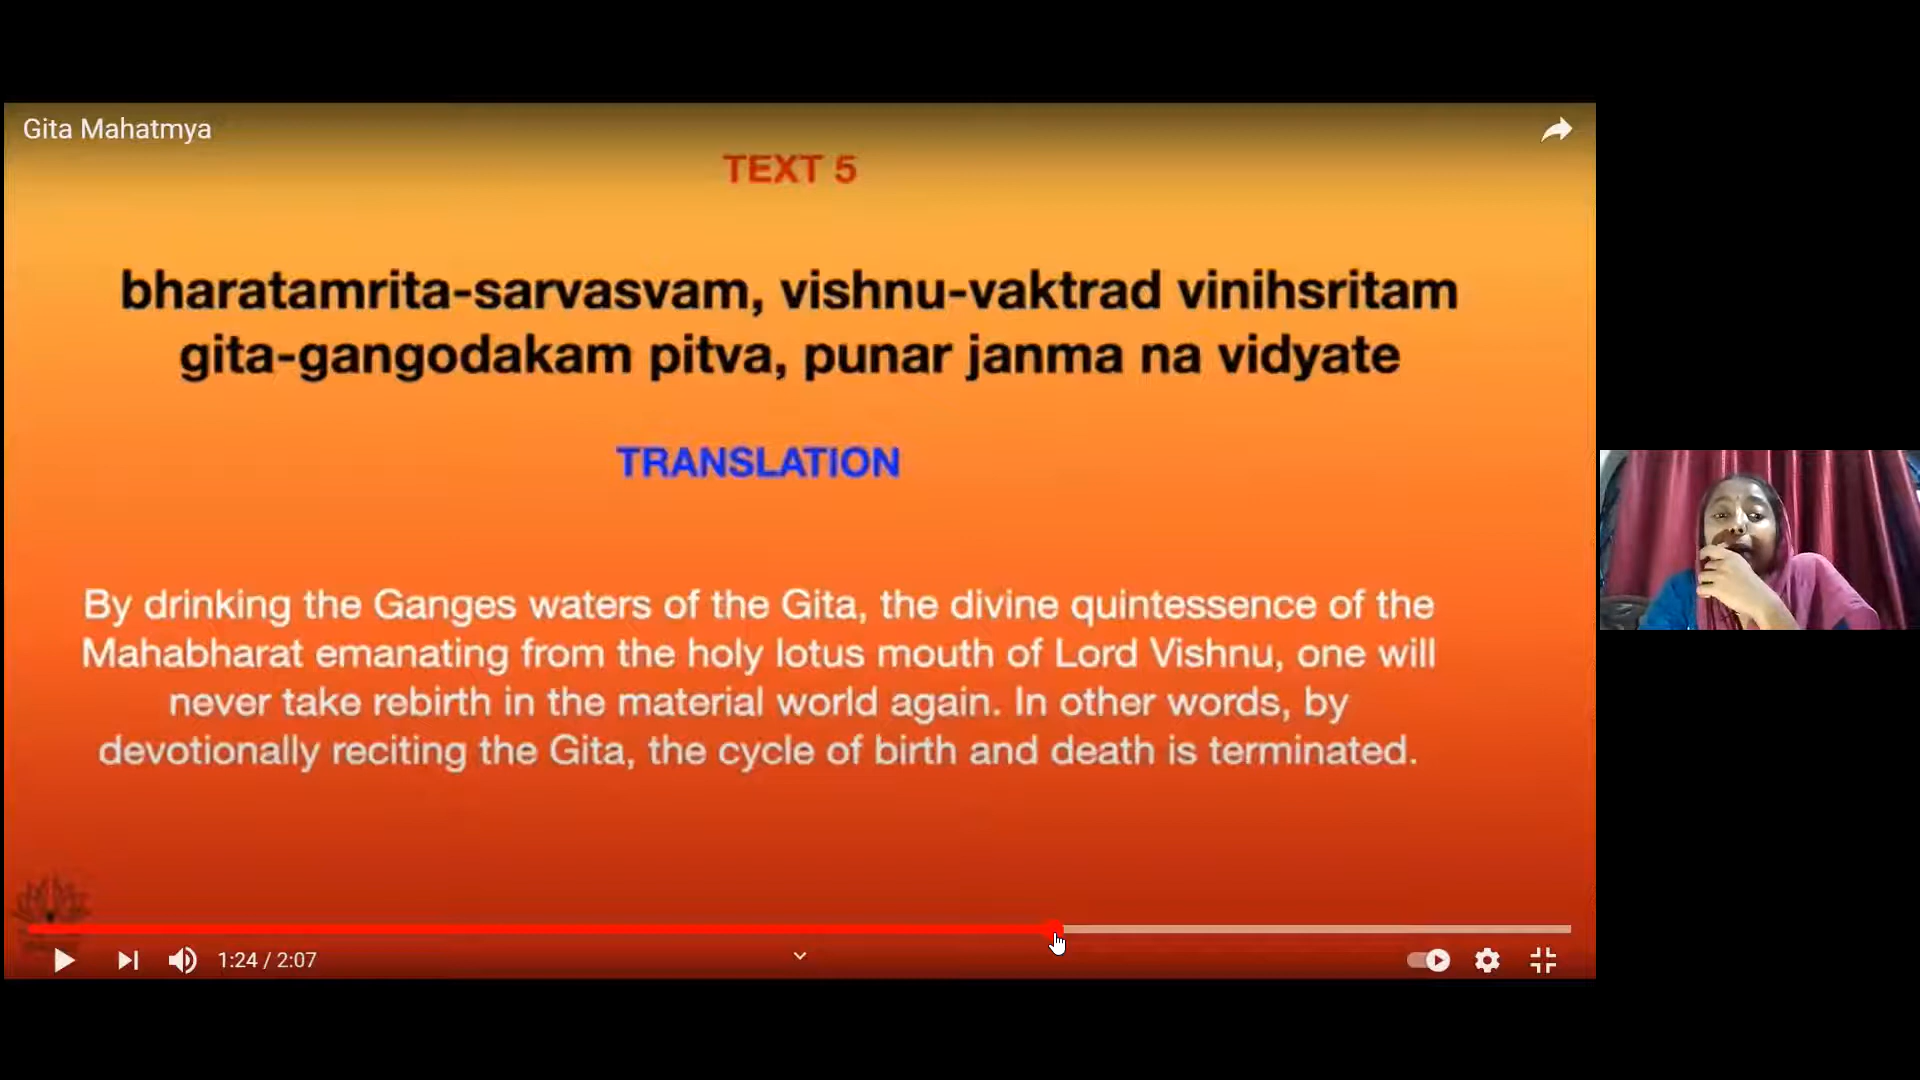 Gita Mahatmya
TEXT 5
bharatamrita-sarvasvam, vishnu-vaktrad vinihsritam
gita-gangodakam pitva, punar janma na vidyate
TRANSLATION
By drinking the Ganges waters of the Gita, the divine quintessence of the
Mahabharat emanating from the holy lotus mouth of Lord Vishnu, one will
never take rebirth in the material world again. In other words, by
devotionally reciting the Gita, the cycle of birth and death is terminated.
1:24 / 2:07